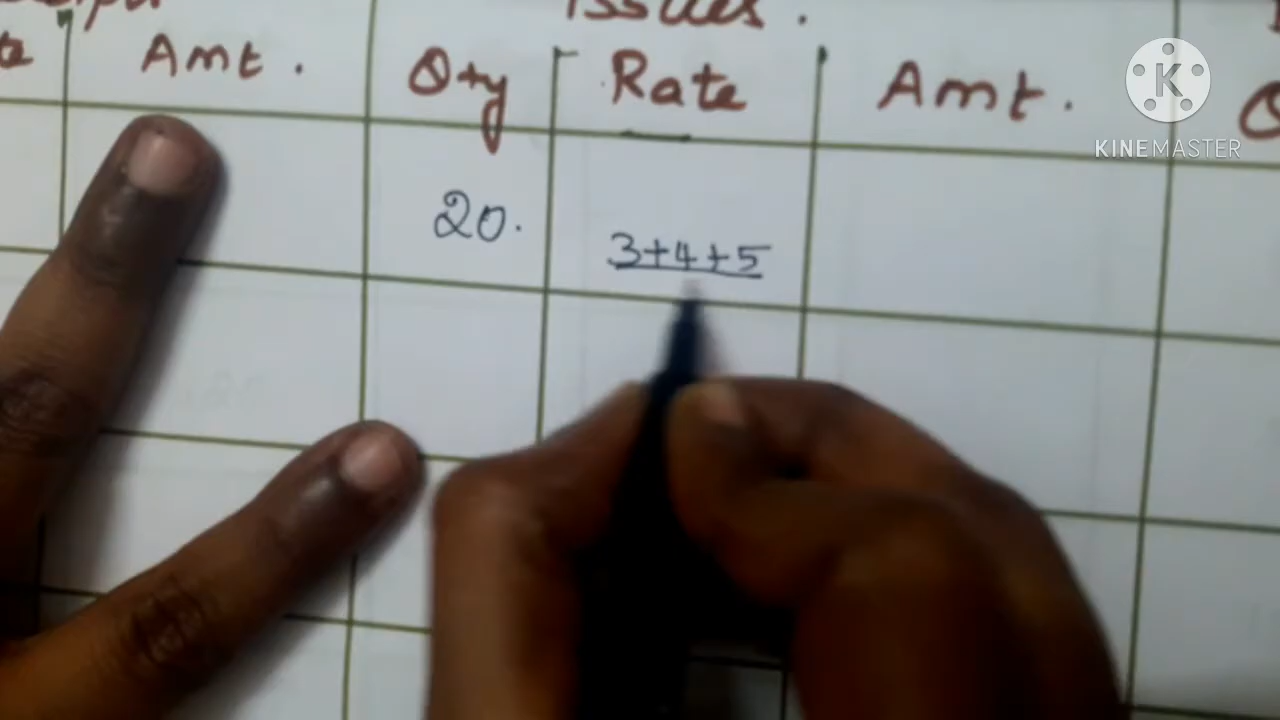 Issues.
Amt. Qty Rate Amt.
K
KINEMASTER
20. 3+4+5